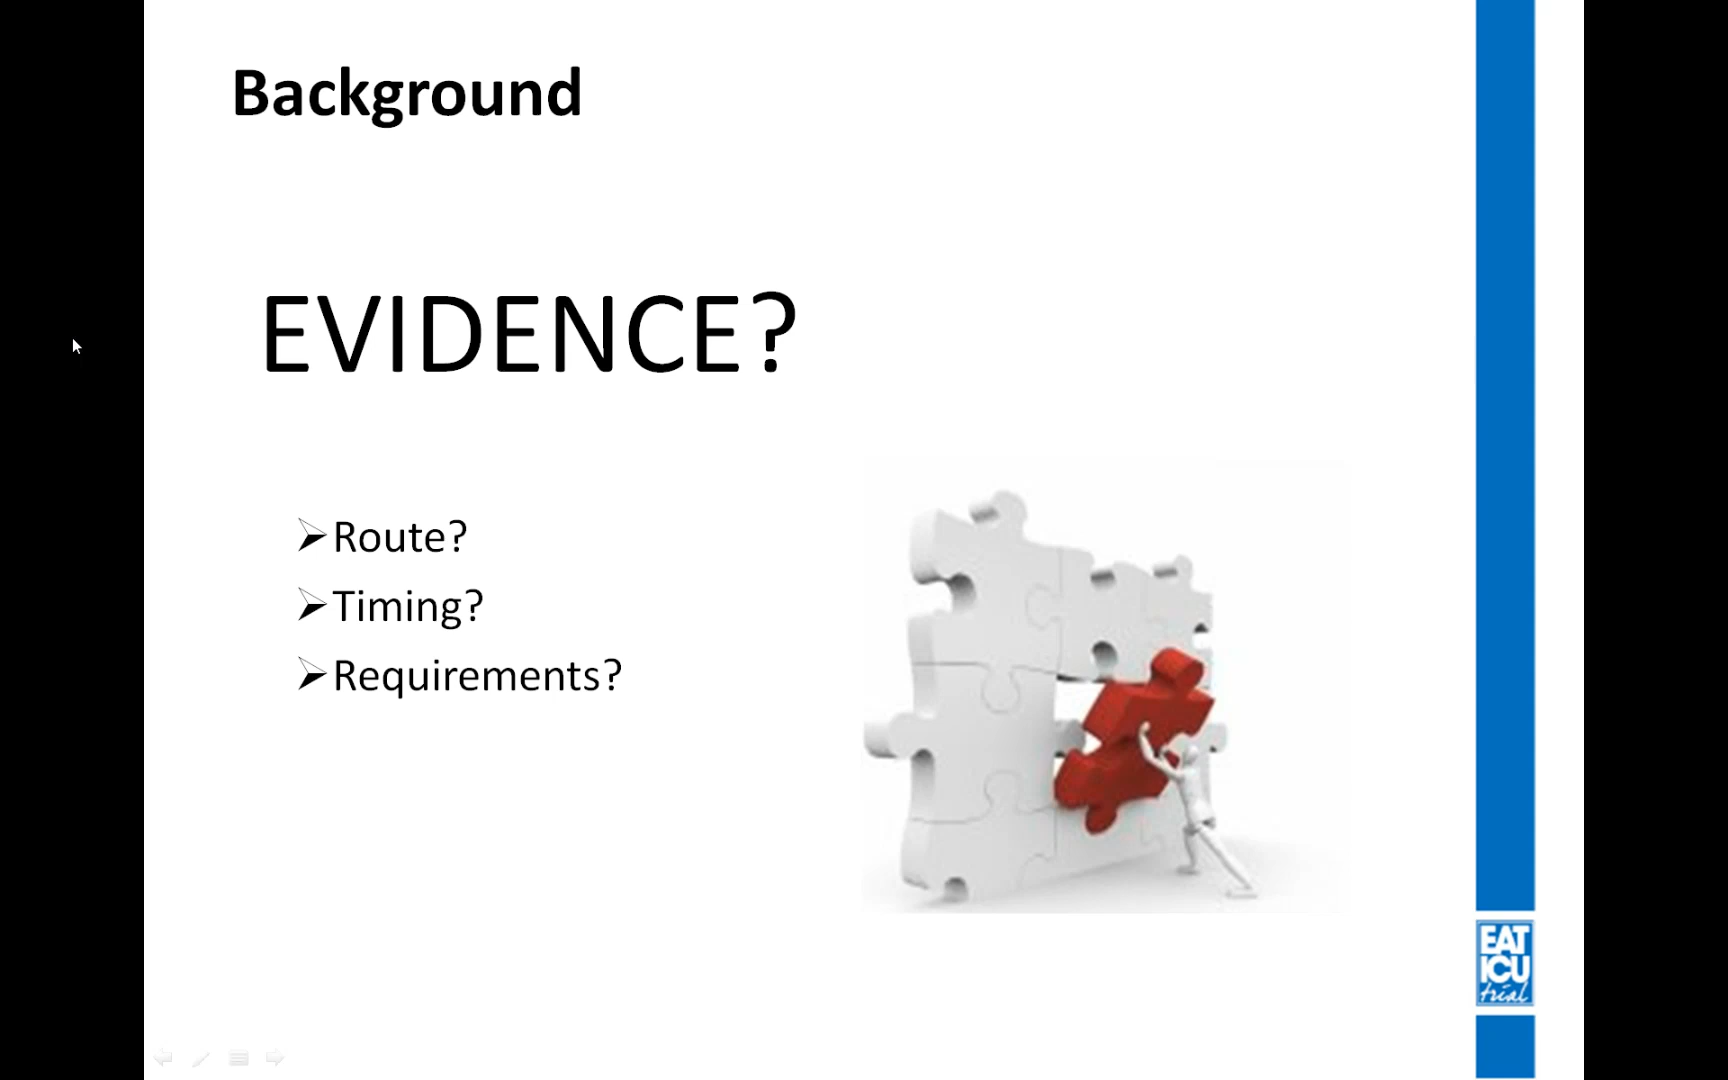 Background
EVIDENCE?
Route?
Timing?
Requirements?
EAT
ICU
trial